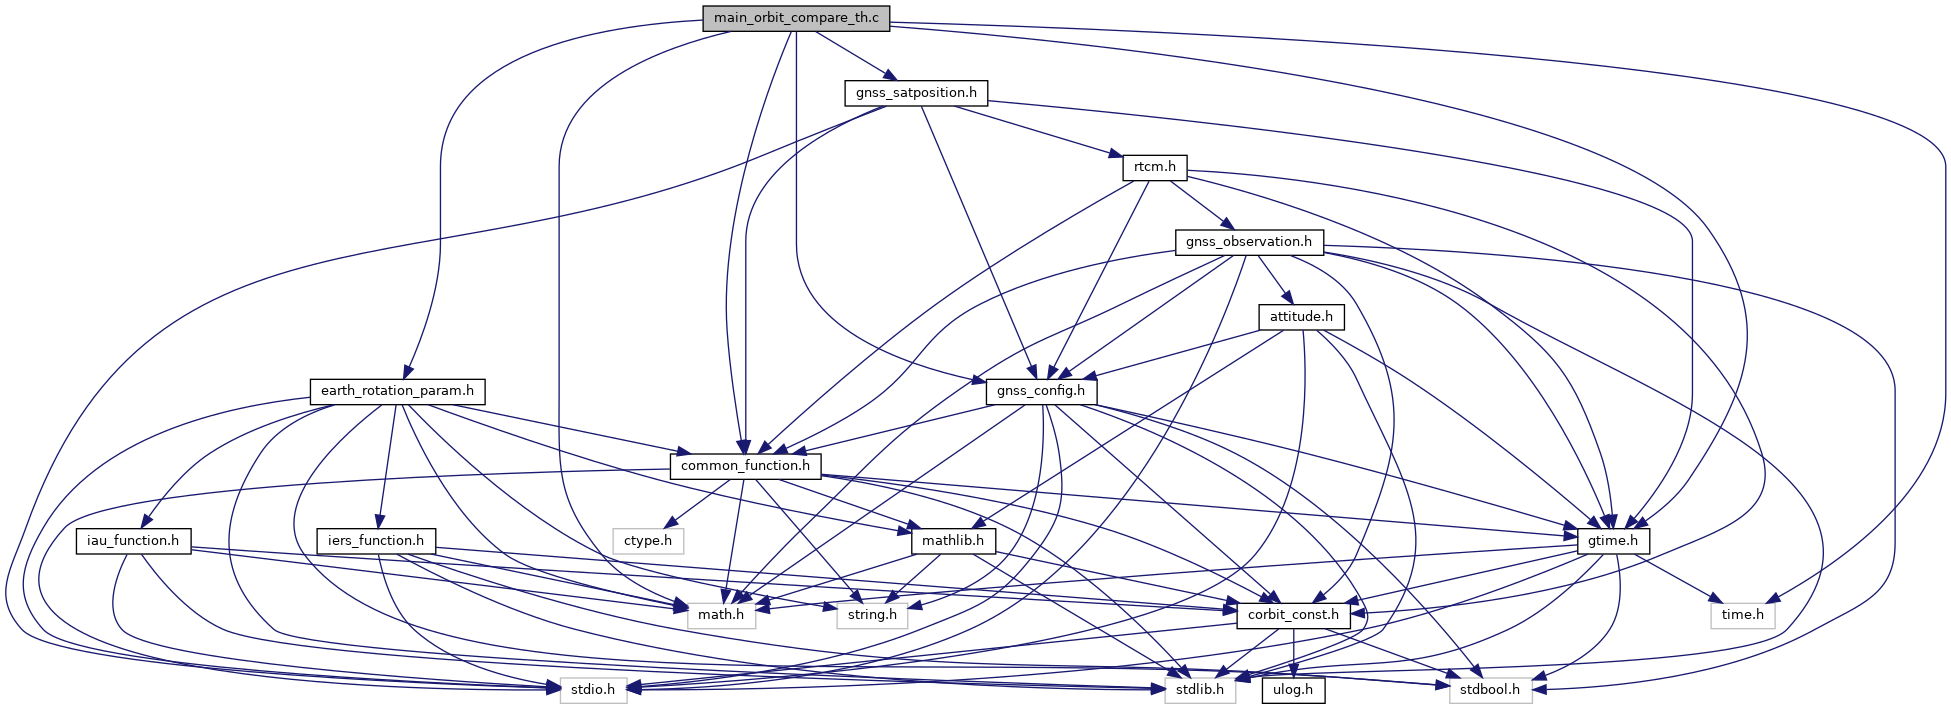 main_orbit_compare_th.c
gnss_satposition.h
rtcm.h
gnss_observation.h
attitude.h
earth_rotation_param.h
gnss_config.h
common_function.h
iau_function.h
iers_function.h
ctype.h
mathlib.h
gtime.h
math.h
string.h
corbit_const.h
time.h
stdio.h
stdlib.h
ulog.h
stdbool.h